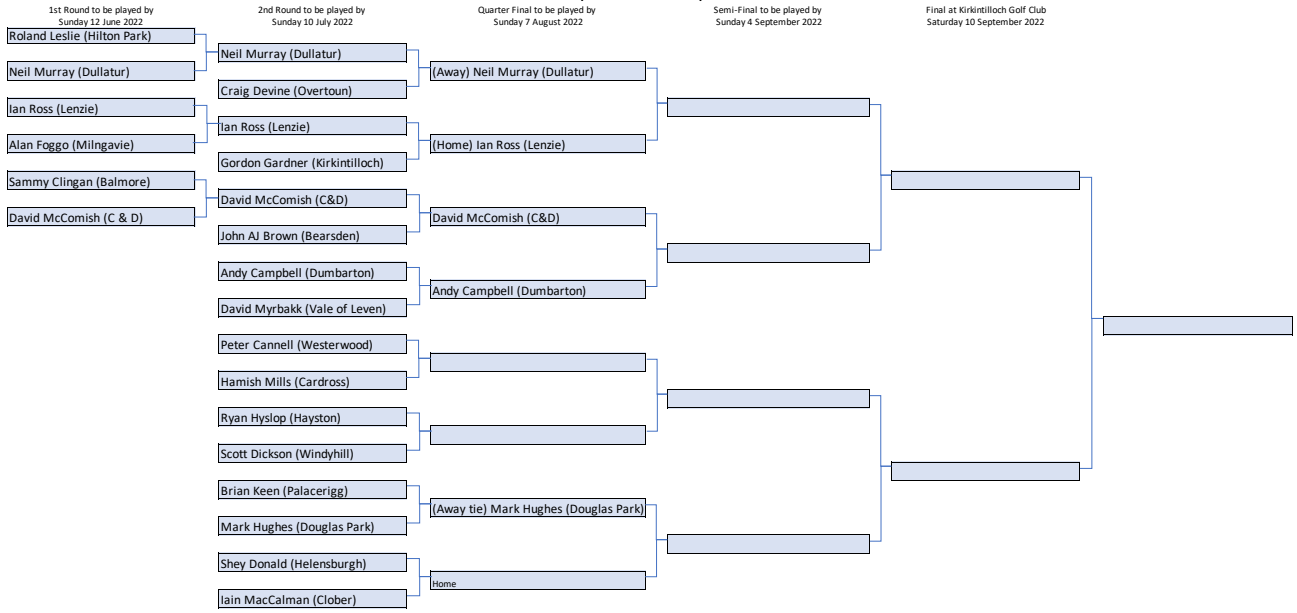 1st Round to be played by
Sunday 12 June 2022
2nd Round to be played by
Sunday 10 July 2022
Quarter Final to be played by
Sunday 7 August 2022
Semi-Final to be played by
Sunday 4 September 2022
Final at Kirkintilloch Golf Club
Saturday 10 September 2022
Roland Leslie (Hilton Park)
Neil Murray (Dullatur)
Ian Ross (Lenzie)
Alan Foggo (Milngavie)
Sammy Clingan (Balmore)
David McComish (C & D)
Neil Murray (Dullatur)
Craig Devine (Overtoun)
Ian Ross (Lenzie)
Gordon Gardner (Kirkintilloch)
David McComish (C&D)
John AJ Brown (Bearsden)
Andy Campbell (Dumbarton)
David Myrbakk (Vale of Leven)
Peter Cannell (Westerwood)
Hamish Mills (Cardross)
Ryan Hyslop (Hayston)
Scott Dickson (Windyhill)
Brian Keen (Palacerigg)
Mark Hughes (Douglas Park)
Shey Donald (Helensburgh)
Iain MacCalman (Clober)
(Away) Neil Murray (Dullatur)
(Home) Ian Ross (Lenzie)
David McComish (C&D)
Andy Campbell (Dumbarton)
(Away tie) Mark Hughes (Douglas Park)
Home